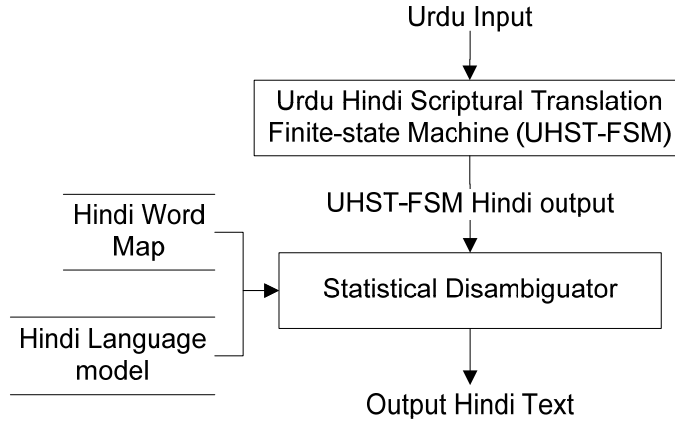 Urdu Input
Urdu Hindi Scriptural Translation
Finite-state Machine (UHST-FSM)
UHST-FSM Hindi output
Hindi Word
Map
Statistical Disambiguator
Hindi Language
model
Output Hindi Text